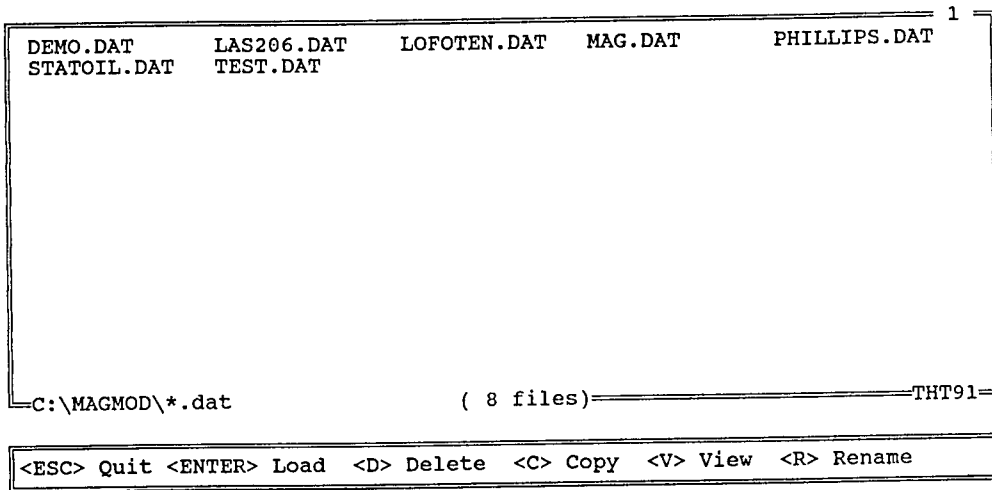 1
DEMO.DAT LAS206.DAT LOFOTEN.DAT MAG.DAT PHILLIPS.DAT
STATOIL.DAT TEST.DAT
C:\MAGMOD\*.dat ( 8 files) THT91
<ESC> Quit <ENTER> Load <D> Delete <C> Copy <V> View <R> Rename